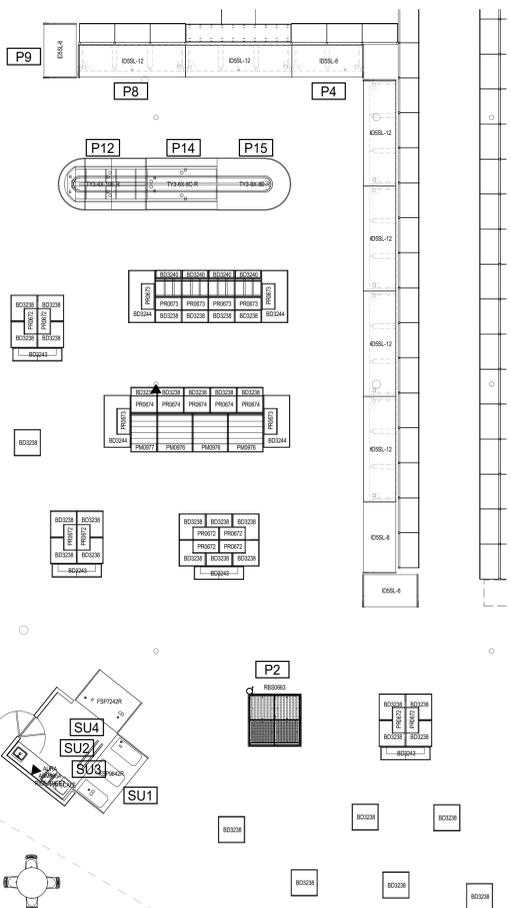 P9
ID5SL-6
ID5SL-12
ID5SL-12
ID5SL-8
P8
P4
ID5SL-12
ID5SL-12
ID5SL-12
ID5SL-12
ID5SL-8
ID5SL-6
P12
P14
P15
TY3-6X-8C-R
TY3-6X-8E-R
BD3240 BD3240 BD3240 BD3240
PR0673
PR0673 PR0673 PR0673 PR0673
PR0673
BD3244
BD3238 BD3238 BD3238 BD3238
BD3244
BD3238 BD3238
PR0672 PR0672
BD3238 BD3238
BD3243
BD3238 BD3238 BD3238 BD3238 BD3238
PR0674 PR0674 PR0674 PR0674 PR0674
PR0673
PR0673
BD3244
BD3244
PM0977 PM0976 PM0976 PM0976
BD3238
BD3238 BD3238
PR0672 PR0672
BD3238 BD3238
BD3243
BD3238 BD3238 BD3238
PR0672 PR0672
PR0672 PR0672
BD3238 BD3238 BD3238
BD3243
P2
RBS0663
BD3238 BD3238
PR0672 PR0672
BD3238 BD3238
BD3243
FSP7242R
SU4
SU2
SU3
SU1
AURA
BD3238
BD3238
BD3238
BD3238
BD3238
BD3238